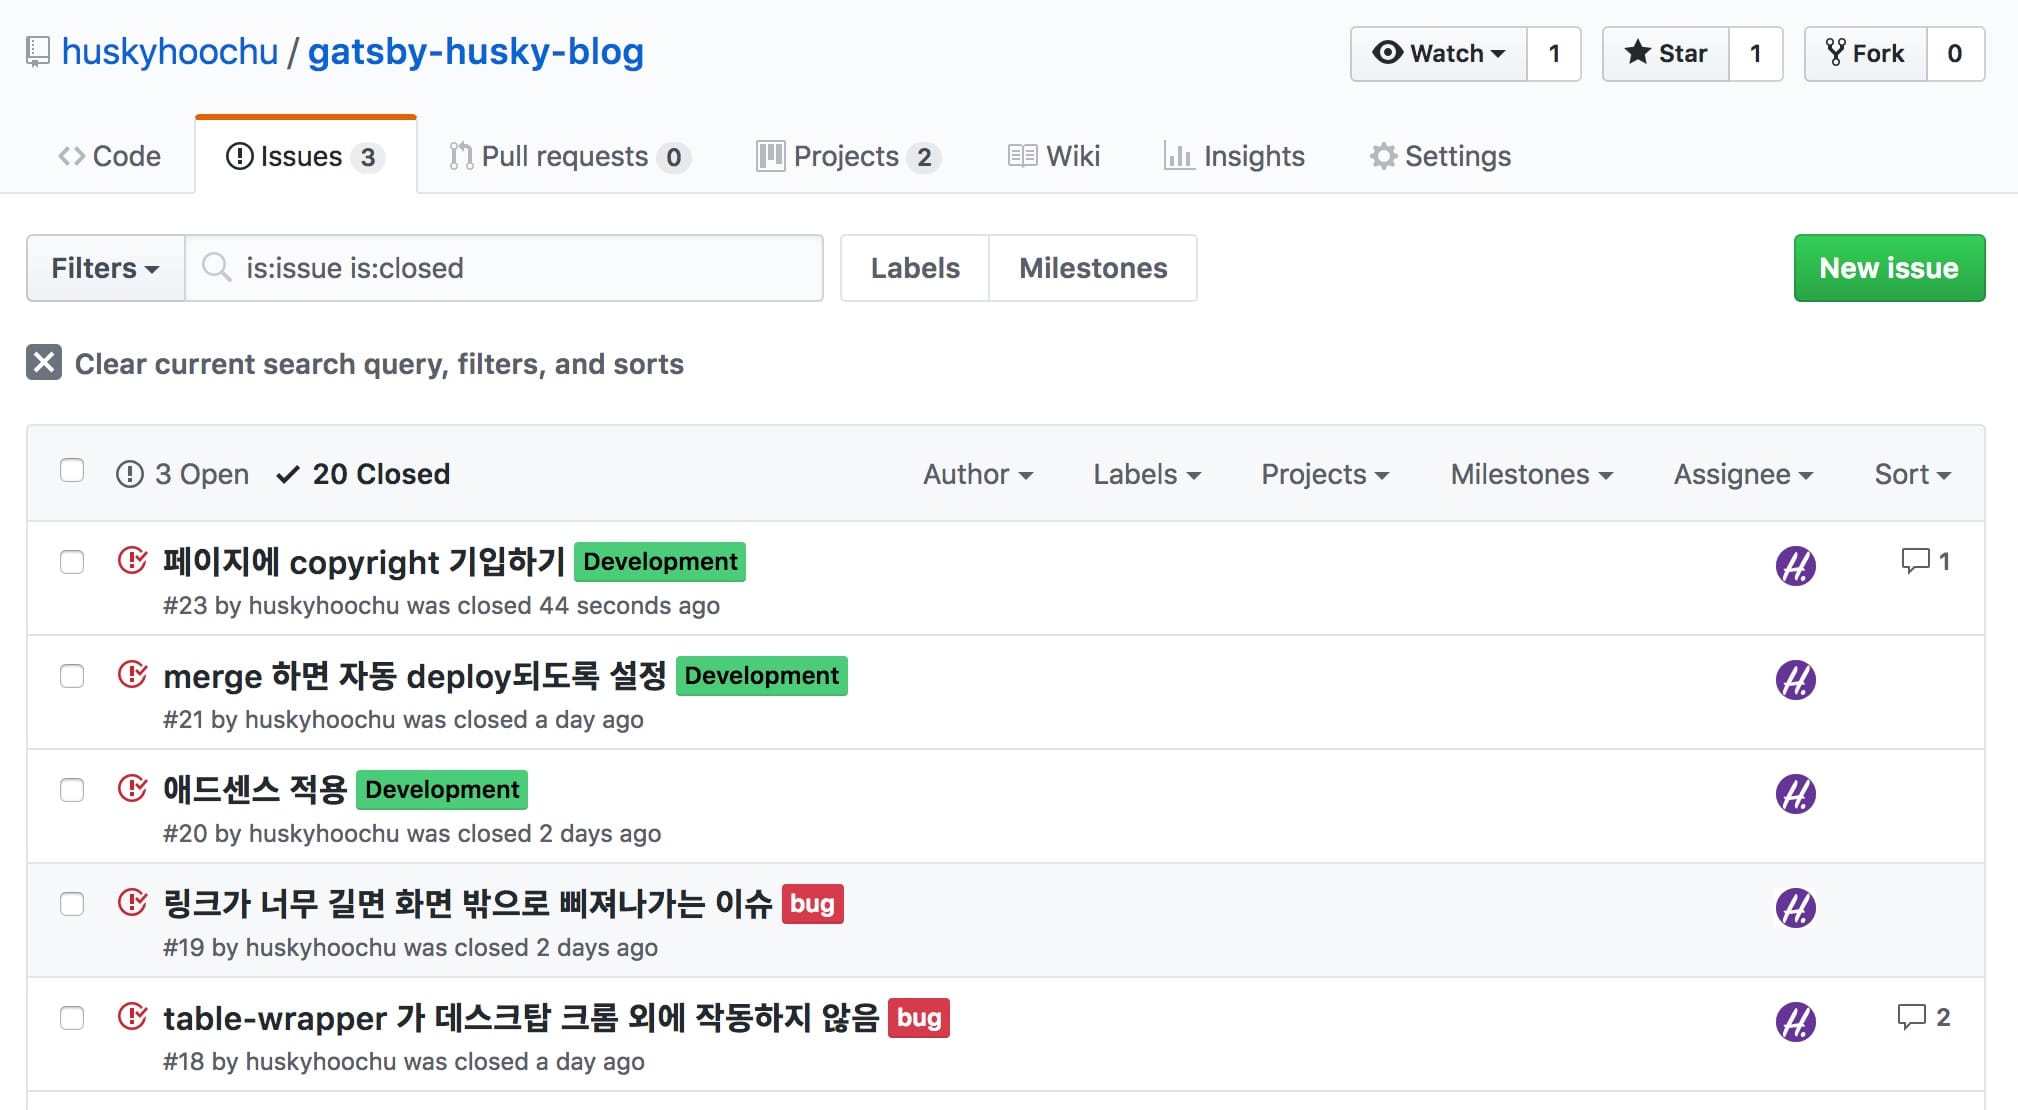 huskyhoochu / gatsby-husky-blog
Watch 1 Star 1 Fork 0
Code Issues 3 Pull requests 0 Projects 2 Wiki Insights Settings
Filters is:issue is:closed Labels Milestones New issue
Clear current search query, filters, and sorts
3 Open 20 Closed Author Labels Projects Milestones Assignee Sort
페이지에 copyright 기입하기 Development 1
#23 by huskyhoochu was closed 44 seconds ago
merge 하면 자동 deploy되도록 설정 Development
#21 by huskyhoochu was closed a day ago
애드센스 적용 Development
#20 by huskyhoochu was closed 2 days ago
링크가 너무 길면 화면 밖으로 삐져나가는 이슈 bug
#19 by huskyhoochu was closed 2 days ago
table-wrapper 가 데스크탑 크롬 외에 작동하지 않음 bug 2
#18 by huskyhoochu was closed a day ago